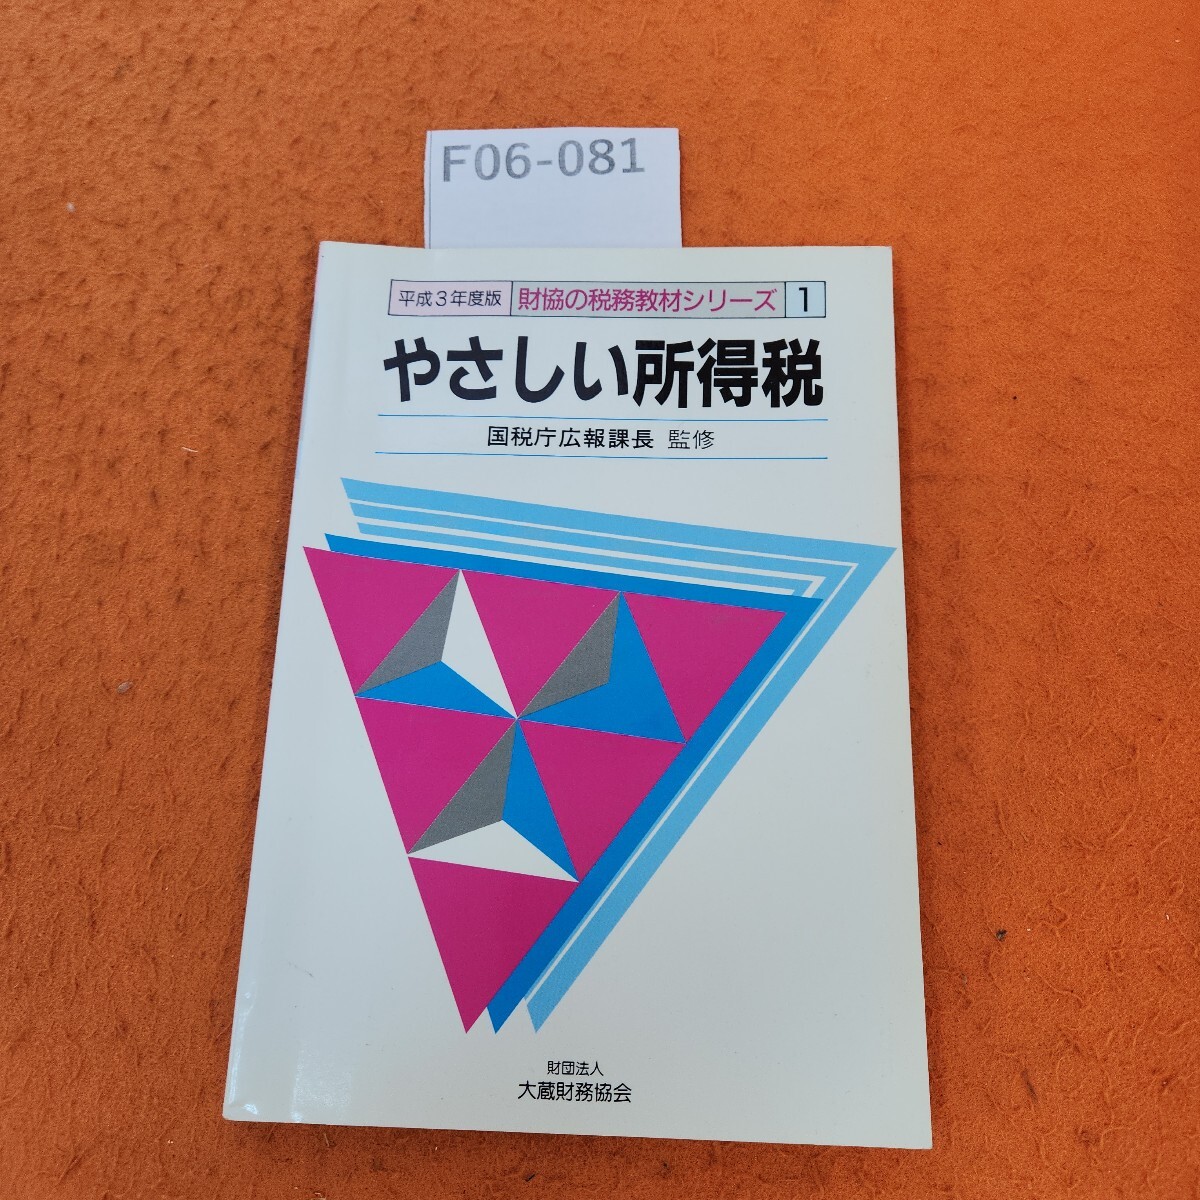 F06-081
平成3年度版 財協の税務教材シリーズ 1
やさしい所得税
国税庁広報課長 監修
財団法人
大蔵財務協会